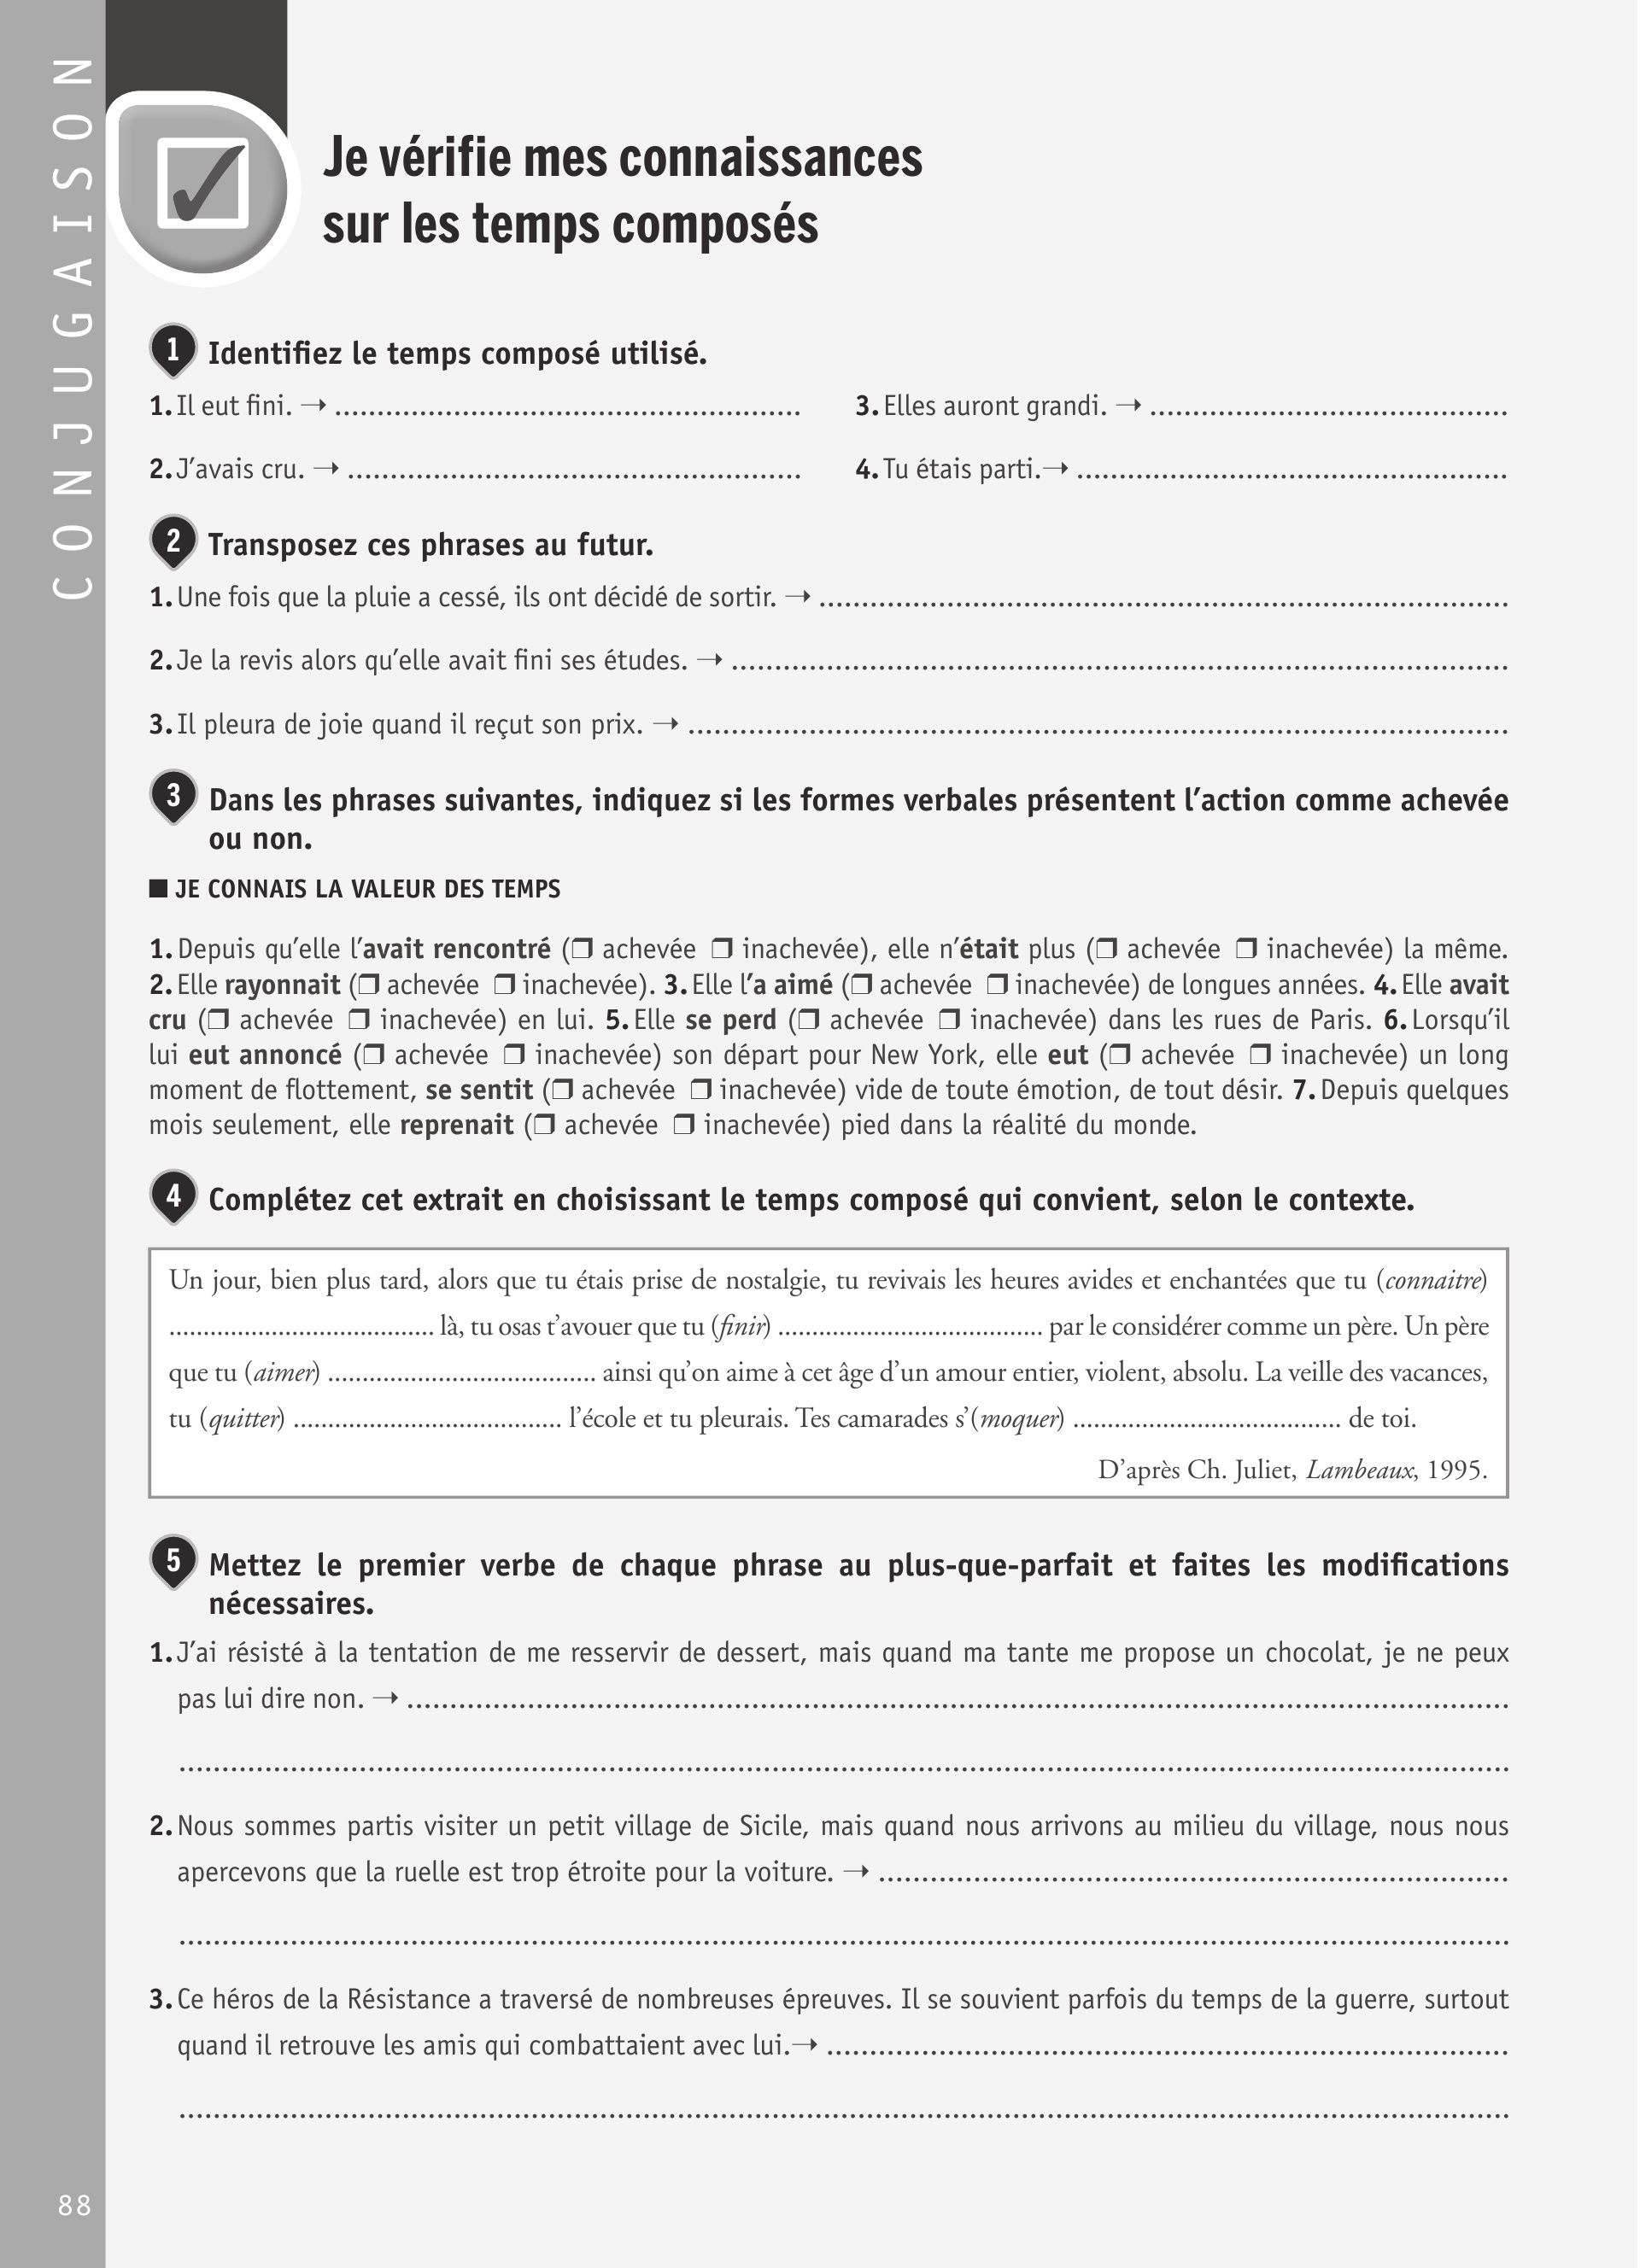 CONJUGAISON
Je vérifie mes connaissances
sur les temps composés
1 Identifiez le temps composé utilisé.
1. Il eut fini. → ......................................................
3. Elles auront grandi. → ..........................................
2. J’avais cru. → .....................................................
4. Tu étais parti.→ ..................................................
2 Transposez ces phrases au futur.
1. Une fois que la pluie a cessé, ils ont décidé de sortir. → ................................................................................
2. Je la revis alors qu’elle avait fini ses études. → ..........................................................................................
3. Il pleura de joie quand il reçut son prix. → ...............................................................................................
3 Dans les phrases suivantes, indiquez si les formes verbales présentent l’action comme achevée
ou non.
■ JE CONNAIS LA VALEUR DES TEMPS
1. Depuis qu’elle l’avait rencontré (❒ achevée ❒ inachevée), elle n’était plus (❒ achevée ❒ inachevée) la même.
2. Elle rayonnait (❒ achevée ❒ inachevée). 3. Elle l’a aimé (❒ achevée ❒ inachevée) de longues années. 4. Elle avait
cru (❒ achevée ❒ inachevée) en lui. 5. Elle se perd (❒ achevée ❒ inachevée) dans les rues de Paris. 6. Lorsqu’il
lui eut annoncé (❒ achevée ❒ inachevée) son départ pour New York, elle eut (❒ achevée ❒ inachevée) un long
moment de flottement, se sentit (❒ achevée ❒ inachevée) vide de toute émotion, de tout désir. 7. Depuis quelques
mois seulement, elle reprenait (❒ achevée ❒ inachevée) pied dans la réalité du monde.
4 Complétez cet extrait en choisissant le temps composé qui convient, selon le contexte.
Un jour, bien plus tard, alors que tu étais prise de nostalgie, tu revivais les heures avides et enchantées que tu (connaitre)
....................................... là, tu osas t’avouer que tu (finir) ....................................... par le considérer comme un père. Un père
que tu (aimer) ....................................... ainsi qu’on aime à cet âge d’un amour entier, violent, absolu. La veille des vacances,
tu (quitter) ....................................... l’école et tu pleurais. Tes camarades s’(moquer) ....................................... de toi.
D’après Ch. Juliet, Lambeaux, 1995.
5 Mettez le premier verbe de chaque phrase au plus-que-parfait et faites les modifications
nécessaires.
1. J’ai résisté à la tentation de me resservir de dessert, mais quand ma tante me propose un chocolat, je ne peux
pas lui dire non. → ................................................................................................................................
..........................................................................................................................................................
2. Nous sommes partis visiter un petit village de Sicile, mais quand nous arrivons au milieu du village, nous nous
apercevons que la ruelle est trop étroite pour la voiture. → .........................................................................
..........................................................................................................................................................
3. Ce héros de la Résistance a traversé de nombreuses épreuves. Il se souvient parfois du temps de la guerre, surtout
quand il retrouve les amis qui combattaient avec lui.→ ...............................................................................
..........................................................................................................................................................
88